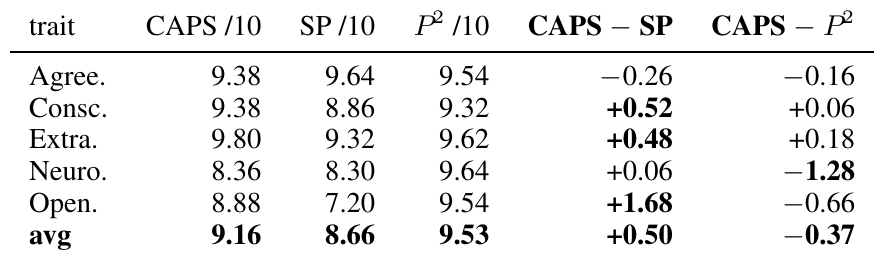 trait CAPS /10 SP /10 P² /10 CAPS − SP CAPS − P²
Agree. 9.38 9.64 9.54 −0.26 −0.16
Consc. 9.38 8.86 9.32 +0.52 +0.06
Extra. 9.80 9.32 9.62 +0.48 +0.18
Neuro. 8.36 8.30 9.64 +0.06 −1.28
Open. 8.88 7.20 9.54 +1.68 −0.66
avg 9.16 8.66 9.53 +0.50 −0.37